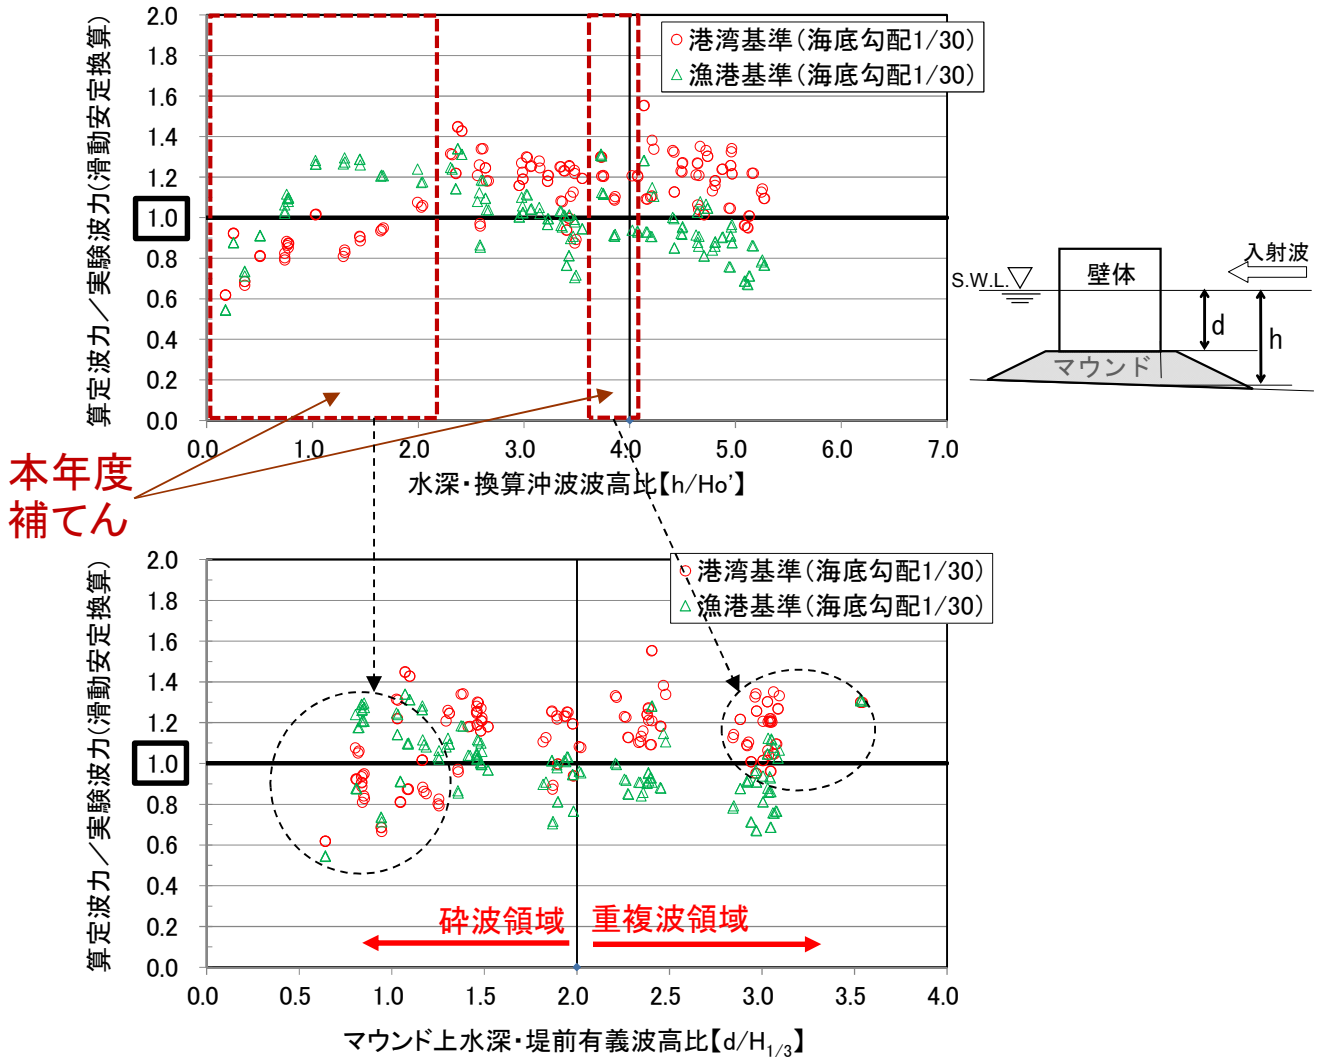 算定波力／実験波力(滑動安定換算)
2.0
1.8
1.6
1.4
1.2
1.0
0.8
0.6
0.4
0.2
0.0
0.0
1.0
2.0
3.0
4.0
5.0
6.0
7.0
港湾基準(海底勾配1/30)
漁港基準(海底勾配1/30)
水深・換算沖波波高比【h/Ho'】
本年度
補てん
S.W.L.
壁体
入射波
d
h
マウンド
算定波力／実験波力(滑動安定換算)
2.0
1.8
1.6
1.4
1.2
1.0
0.8
0.6
0.4
0.2
0.0
0.0
0.5
1.0
1.5
2.0
2.5
3.0
3.5
4.0
港湾基準(海底勾配1/30)
漁港基準(海底勾配1/30)
砕波領域
重複波領域
マウンド上水深・堤前有義波高比【d/H1/3】